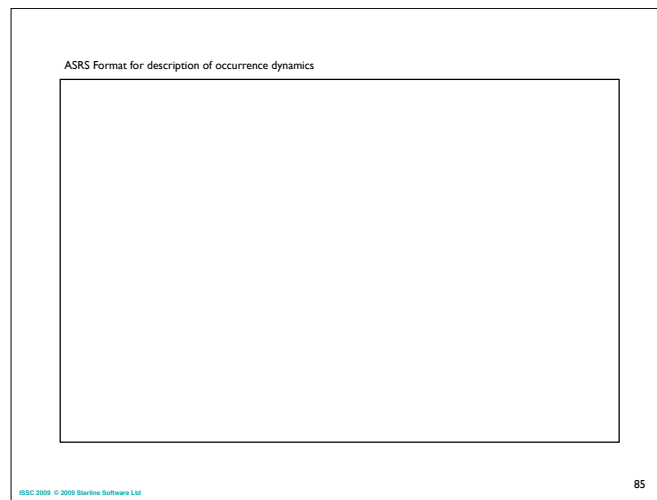 ASRS Format for description of occurrence dynamics
ISSC 2009 © 2009 Starline Software Ltd
85